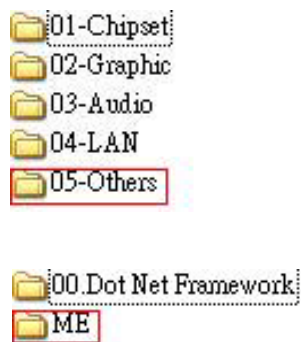 01-Chipset
02-Graphic
03-Audio
04-LAN
05-Others
00.Dot Net Framework
ME